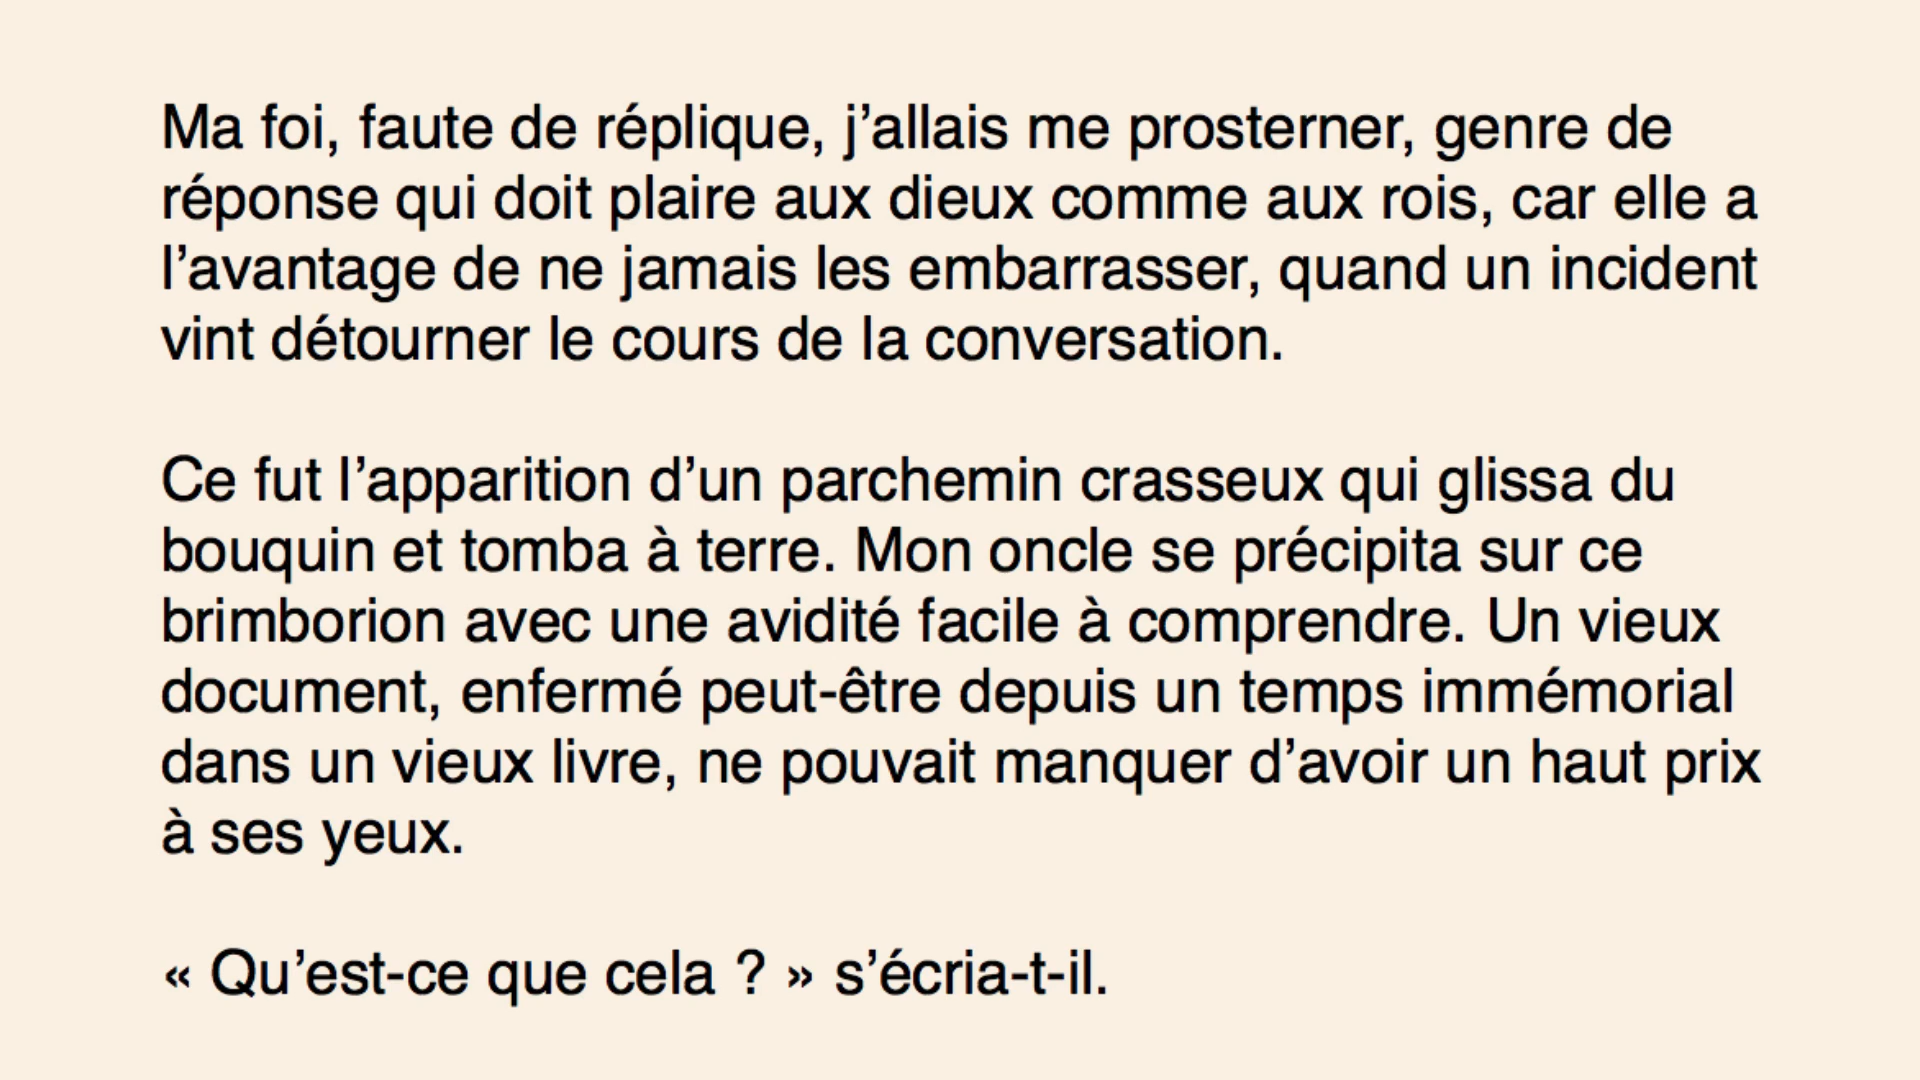 Ma foi, faute de réplique, j’allais me prosterner, genre de
réponse qui doit plaire aux dieux comme aux rois, car elle a
l’avantage de ne jamais les embarrasser, quand un incident
vint détourner le cours de la conversation.
Ce fut l’apparition d’un parchemin crasseux qui glissa du
bouquin et tomba à terre. Mon oncle se précipita sur ce
brimborion avec une avidité facile à comprendre. Un vieux
document, enfermé peut-être depuis un temps immémorial
dans un vieux livre, ne pouvait manquer d’avoir un haut prix
à ses yeux.
« Qu’est-ce que cela ? » s’écria-t-il.